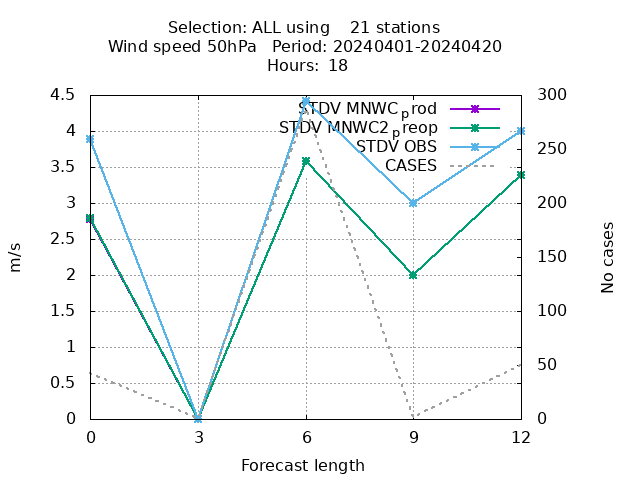 Selection: ALL using    21 stations
Wind speed 50hPa   Period: 20240401-20240420
Hours:  18
STDV MNWC_prod
STDV MNWC2_preop
STDV OBS
CASES
4.5
4
3.5
3
2.5
2
1.5
1
0.5
0
300
250
200
150
100
50
0
m/s
No cases
0 3 6 9 12
Forecast length